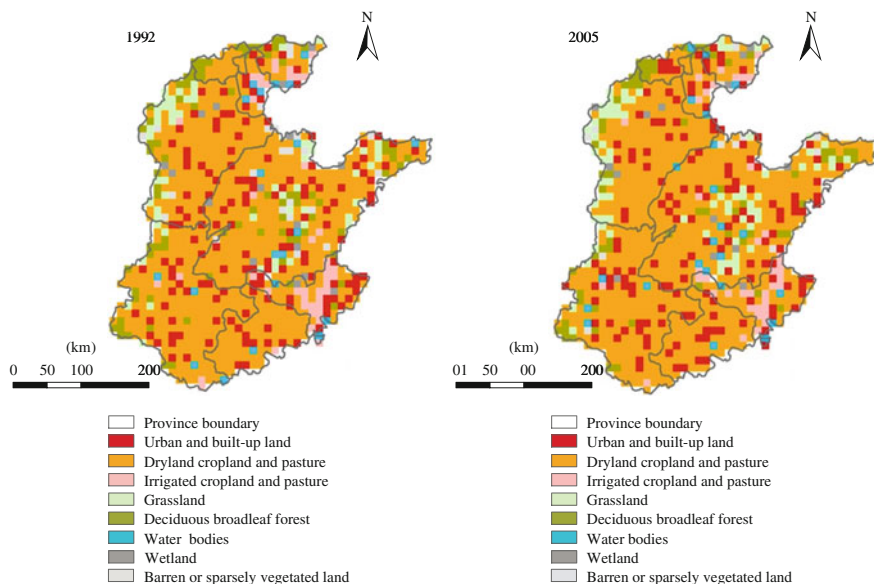 1992
N
(km)
0 50 100 200
Province boundary
Urban and built-up land
Dryland cropland and pasture
Irrigated cropland and pasture
Grassland
Deciduous broadleaf forest
Water bodies
Wetland
Barren or sparsely vegetated land
2005
N
(km)
01 50 00 200
Province boundary
Urban and built-up land
Dryland cropland and pasture
Irrigated cropland and pasture
Grassland
Deciduous broadleaf forest
Water bodies
Wetland
Barren or sparsely vegetated land